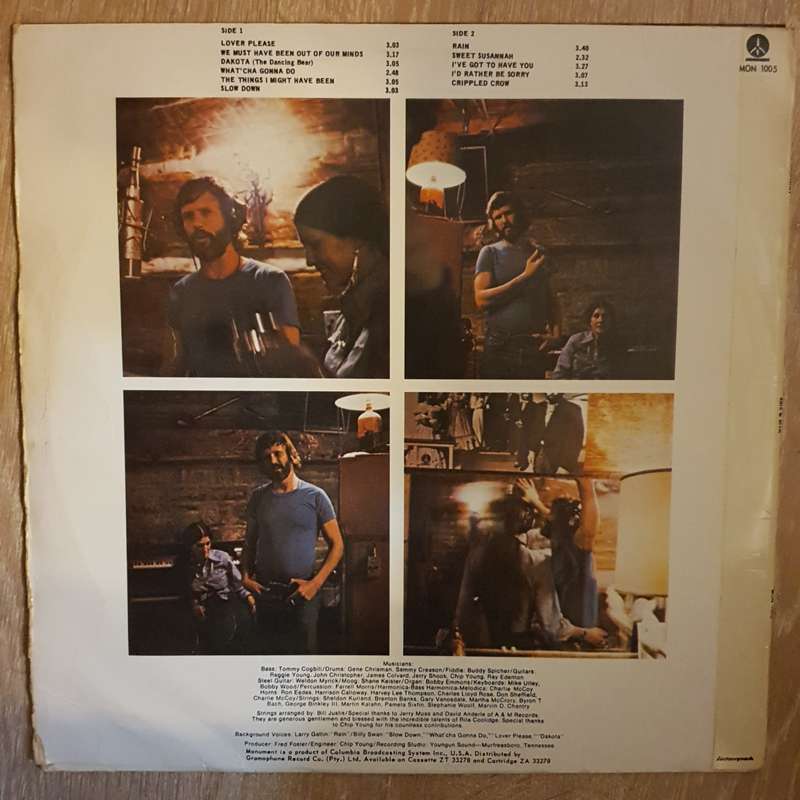 SIDE 1
LOVER PLEASE 3.03
WE MUST HAVE BEEN OUT OF OUR MINDS 3.17
DAKOTA (The Dancing Bear) 3.05
WHAT'CHA GONNA DO 2.48
THE THINGS I MIGHT HAVE BEEN 3.05
SLOW DOWN 3.03
SIDE 2
RAIN 3.40
SWEET SUSANNAH 2.32
I'VE GOT TO HAVE YOU 3.27
I'D RATHER BE SORRY 3.07
CRIPPLED CROW 3.13
MON 1005
Musicians:
Bass: Tommy Cogbill/Drums: Gene Chrisman, Sammy Creason/Fiddle: Buddy Spicher/Guitars
Reggie Young, John Christopher, James Colvard, Jerry Shook, Chip Young, Ray Edenton
Steel Guitar: Weldon Myrick/Moog: Shane Keister/Organ: Bobby Emmons/Keyboards: Mike Utley,
Bobby Wood/Percussion: Farrell Morris/Harmonica-Bass Harmonica-Melodica: Charlie McCoy
Horns: Ron Eades, Harrison Calloway, Harvey Lee Thompson, Charles Lloyd Rose, Don Sheffield,
Charlie McCoy/Strings: Sheldon Kurland, Brenton Banks, Gary Vanosdale, Martha McCrory, Byron T
Bach, George Binkley III, Martin Katahn, Pamela Sixfin, Stephanie Woolf, Marvin D. Chantry
Strings arranged by: Bill Justis/Special thanks to Jerry Moss and David Anderle of A & M Records.
They are generous gentlemen and blessed with the incredible talents of Rita Coolidge. Special thanks
to Chip Young for his countless contributions.
Background Voices: Larry Gatlin: "Rain"/Billy Swan: "Slow Down," "What'cha Gonna Do," "Lover Please," "Dakota"
Producer: Fred Foster/Engineer: Chip Young/Recording Studio: Youngun Sound—Murfreesboro, Tennessee
Monument is a product of Columbia Broadcasting System Inc., U.S.A. Distributed by
Gramophone Record Co. (Pty.) Ltd. Available on Cassette ZT 33278 and Cartridge ZA 33279